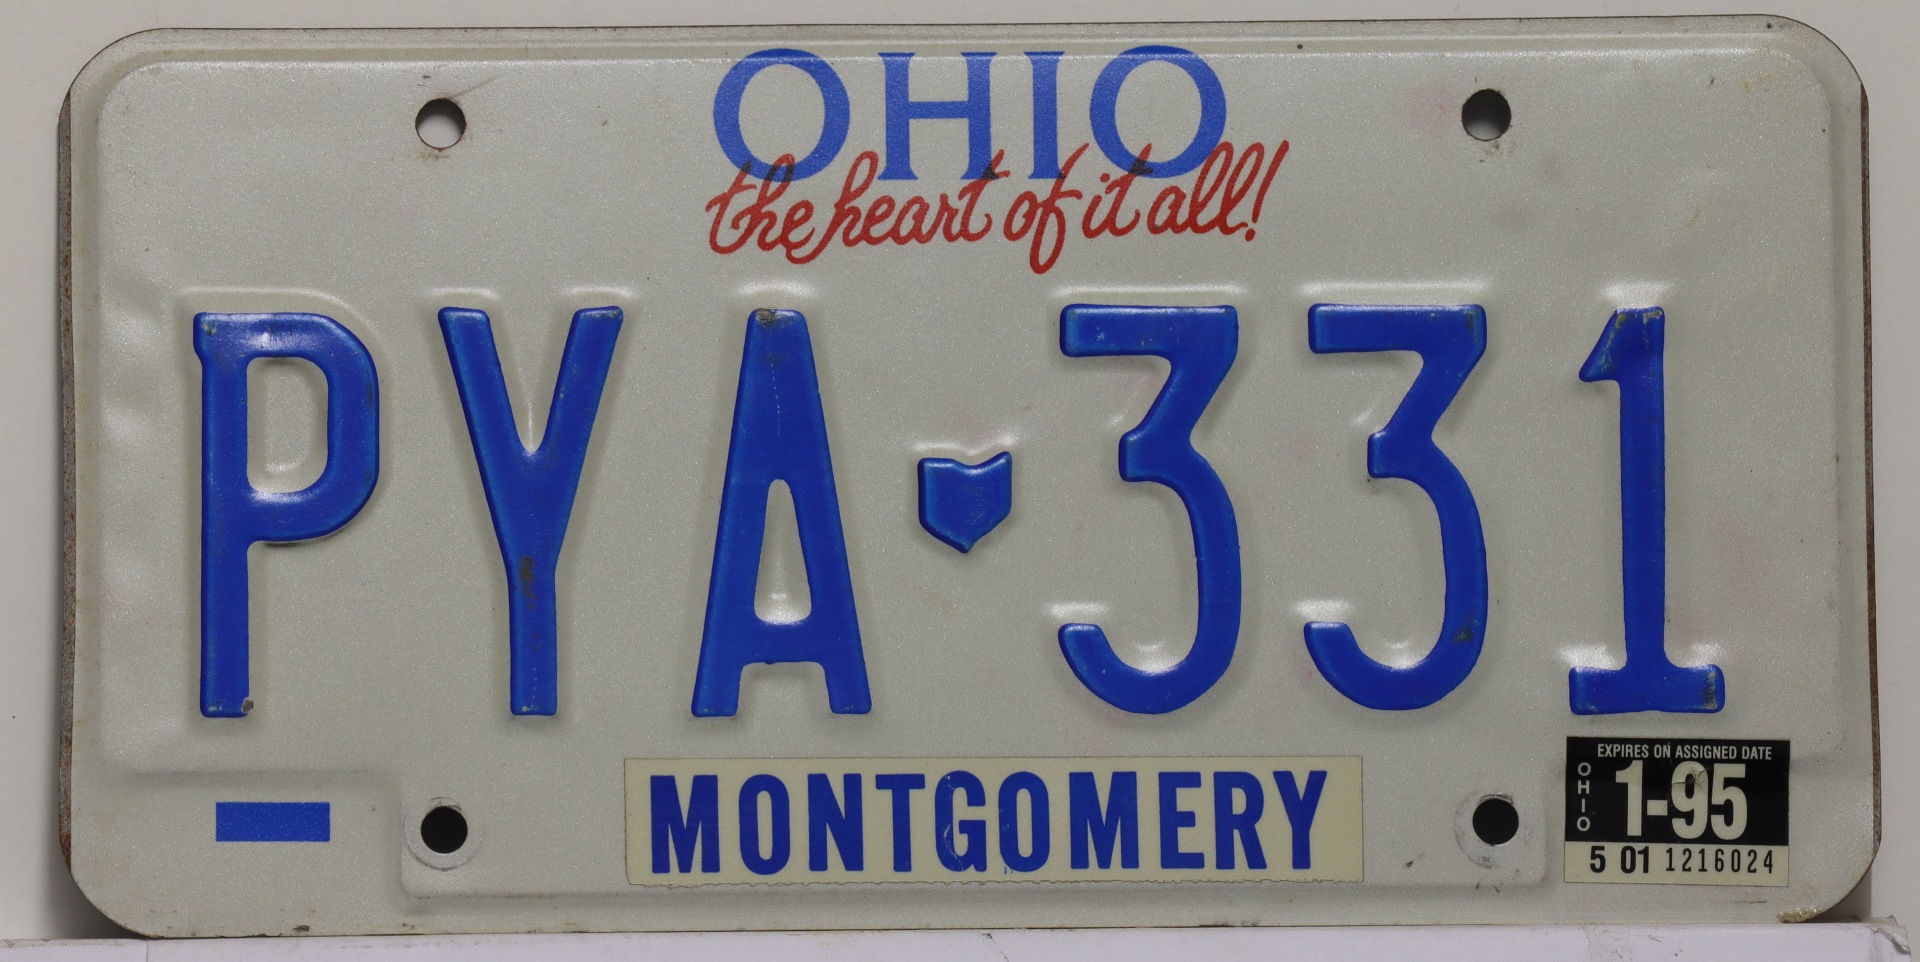 OHIO
the heart of it all!
PYA 331
MONTGOMERY
EXPIRES ON ASSIGNED DATE
OHIO
1-95
5 01 1216024